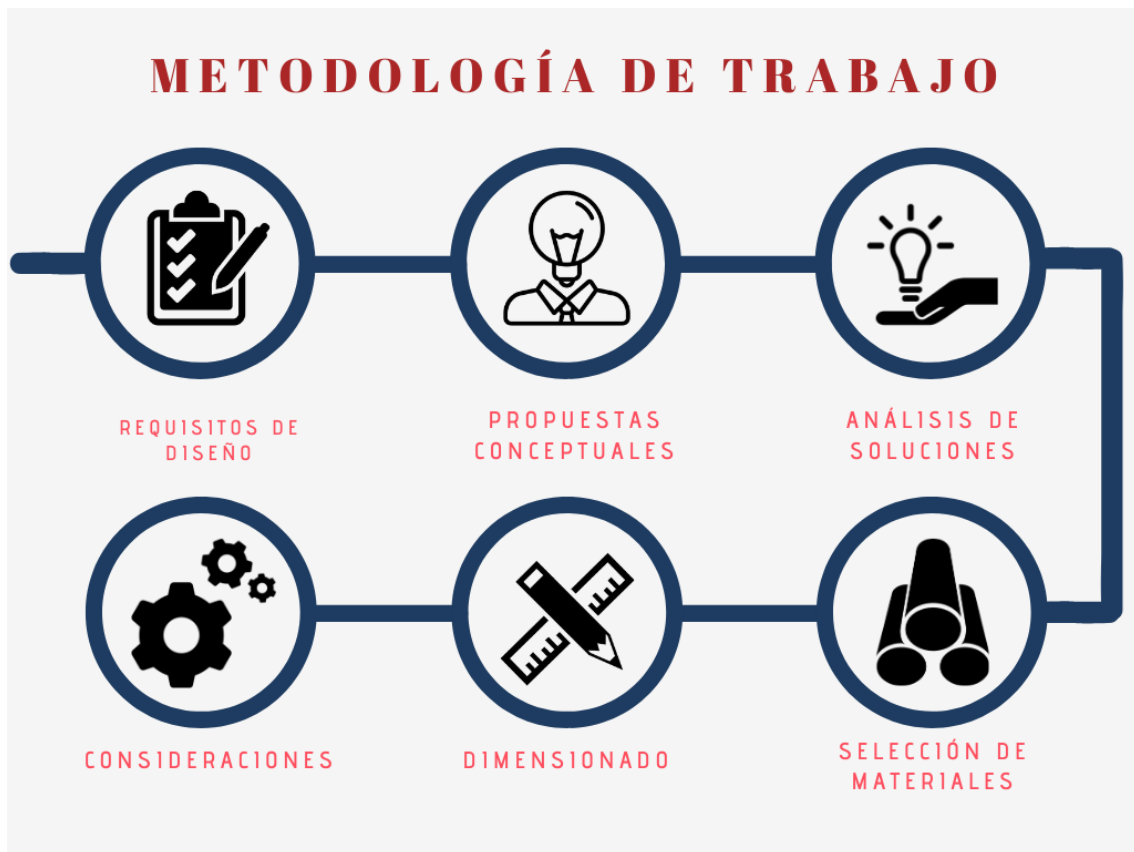 METODOLOGÍA DE TRABAJO
REQUISITOS DE
DISEÑO
PROPUESTAS
CONCEPTUALES
ANÁLISIS DE
SOLUCIONES
CONSIDERACIONES
DIMENSIONADO
SELECCIÓN DE
MATERIALES